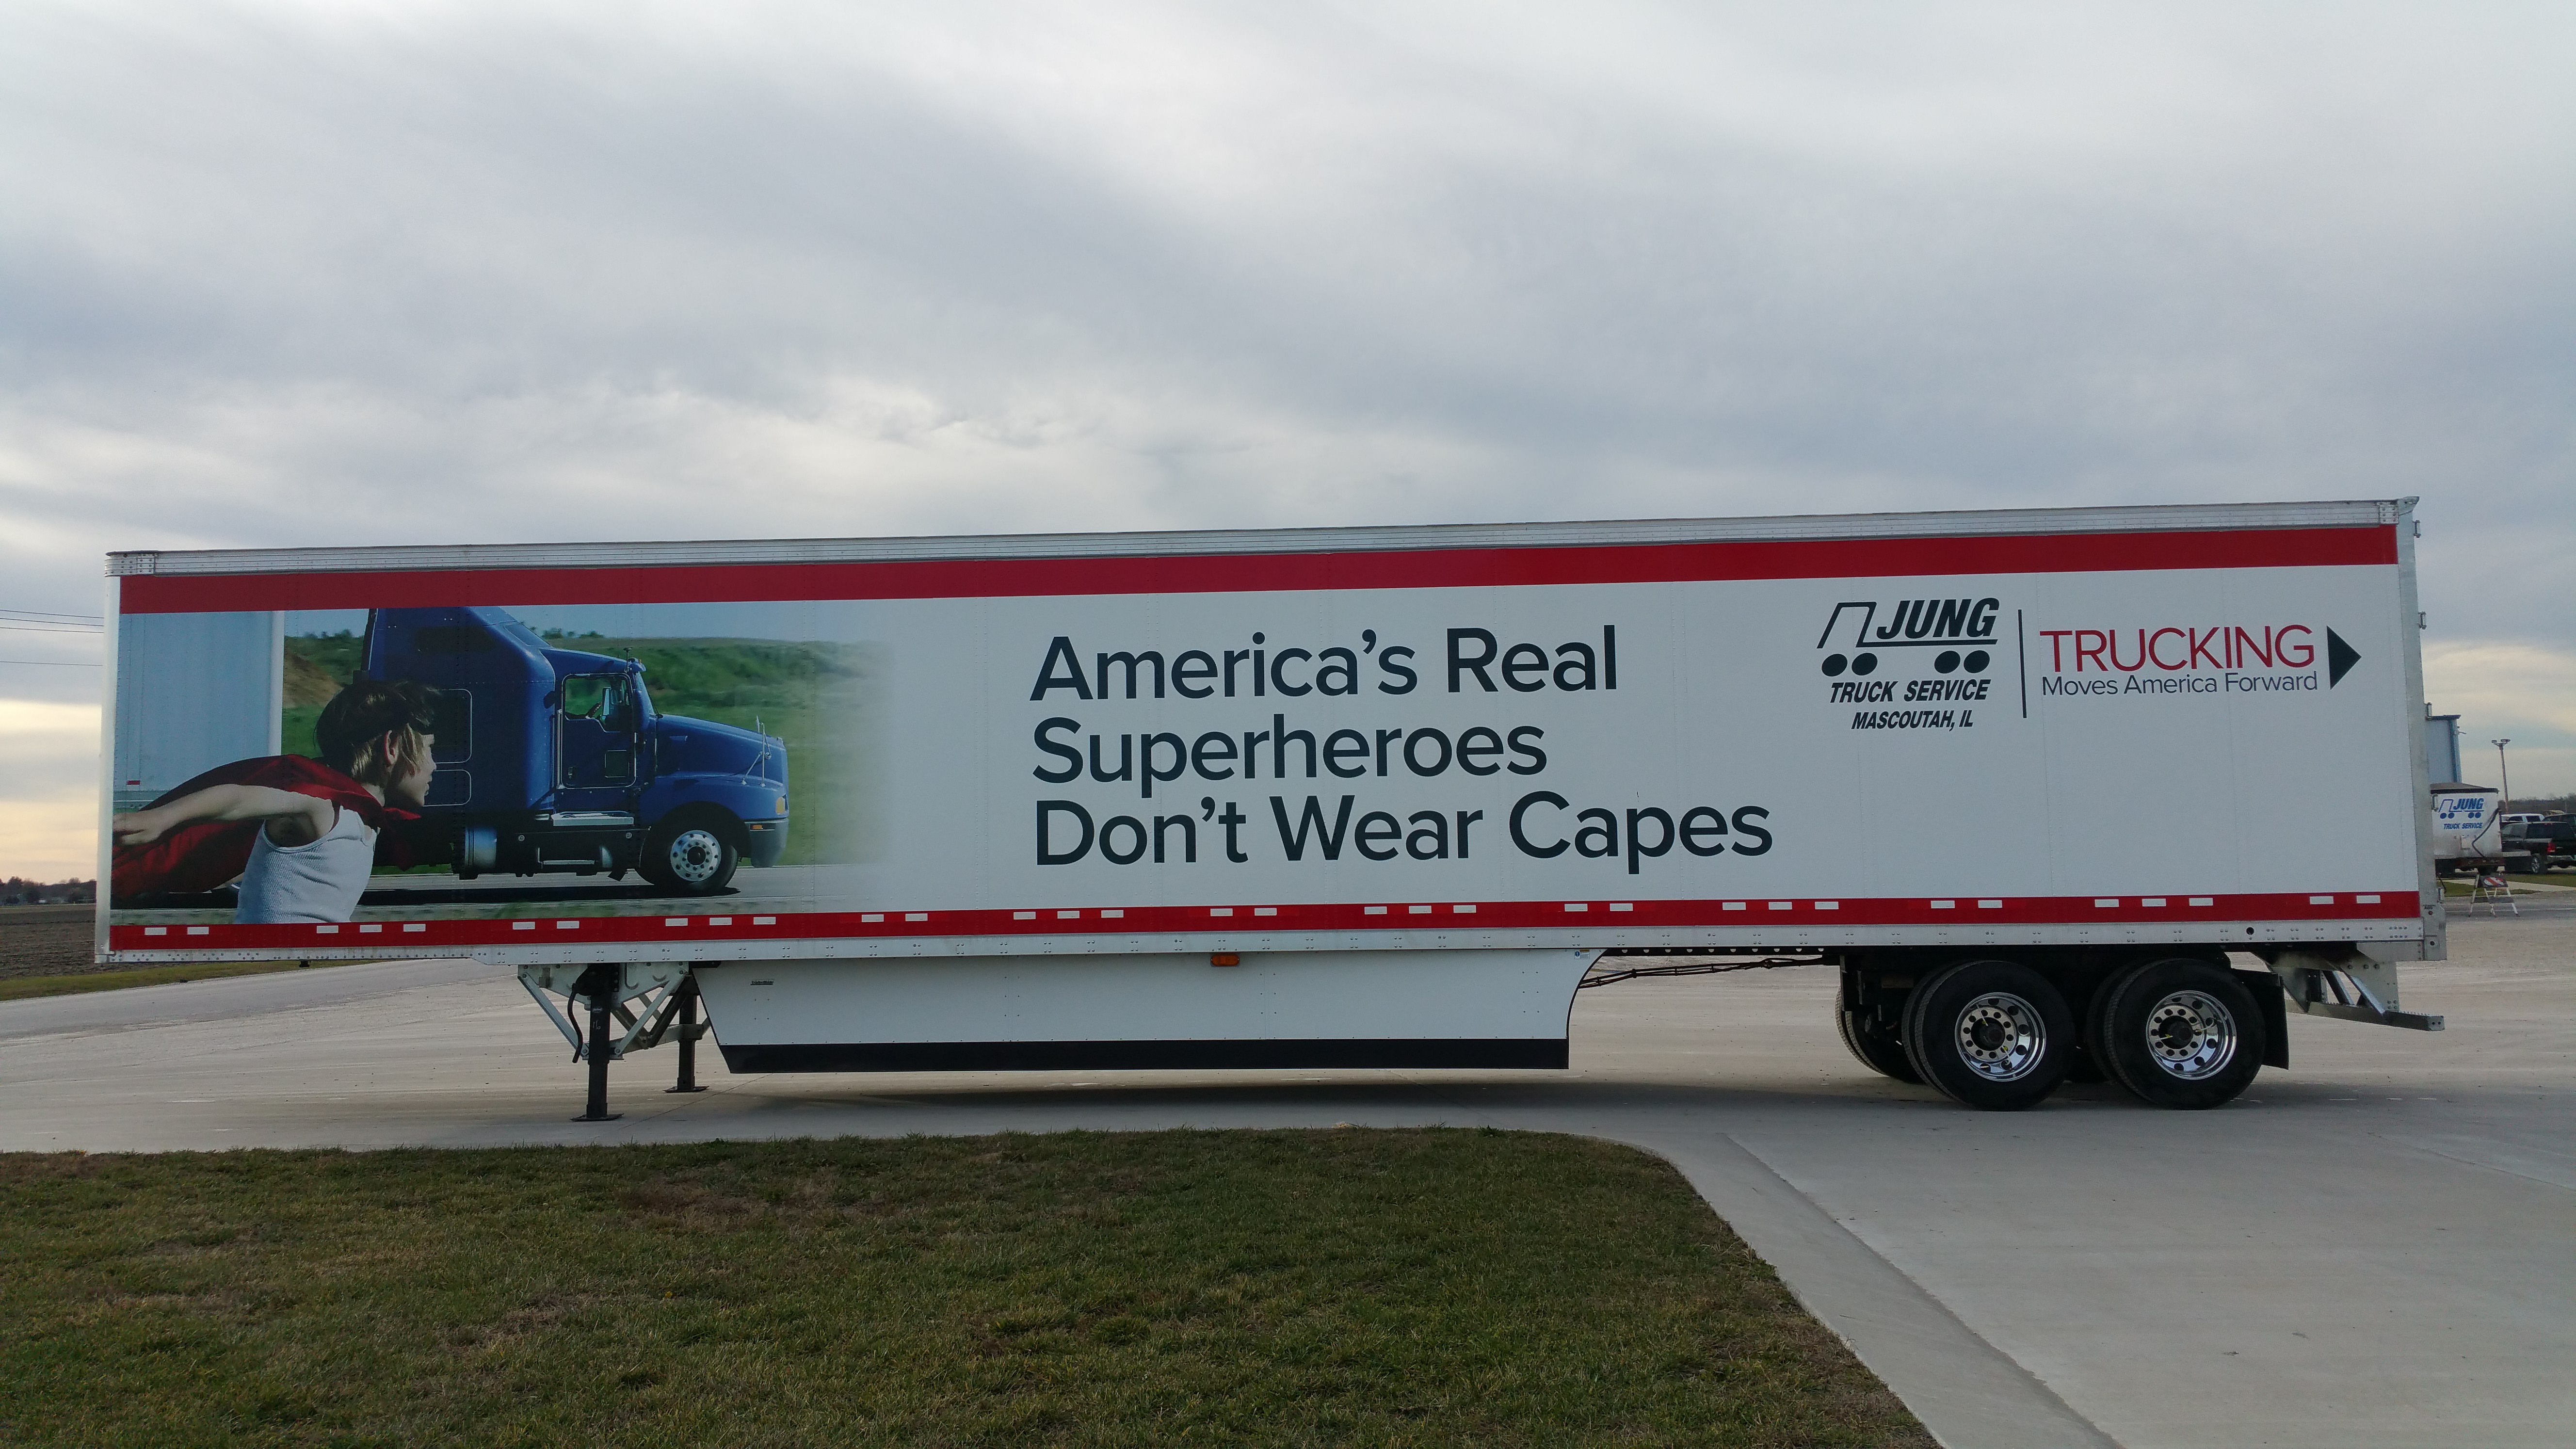 America's Real
Superheroes
Don't Wear Capes
JUNG
TRUCK SERVICE
MASCOUTAH, IL
TRUCKING
Moves America Forward
JUNG
TRUCK SERVICE